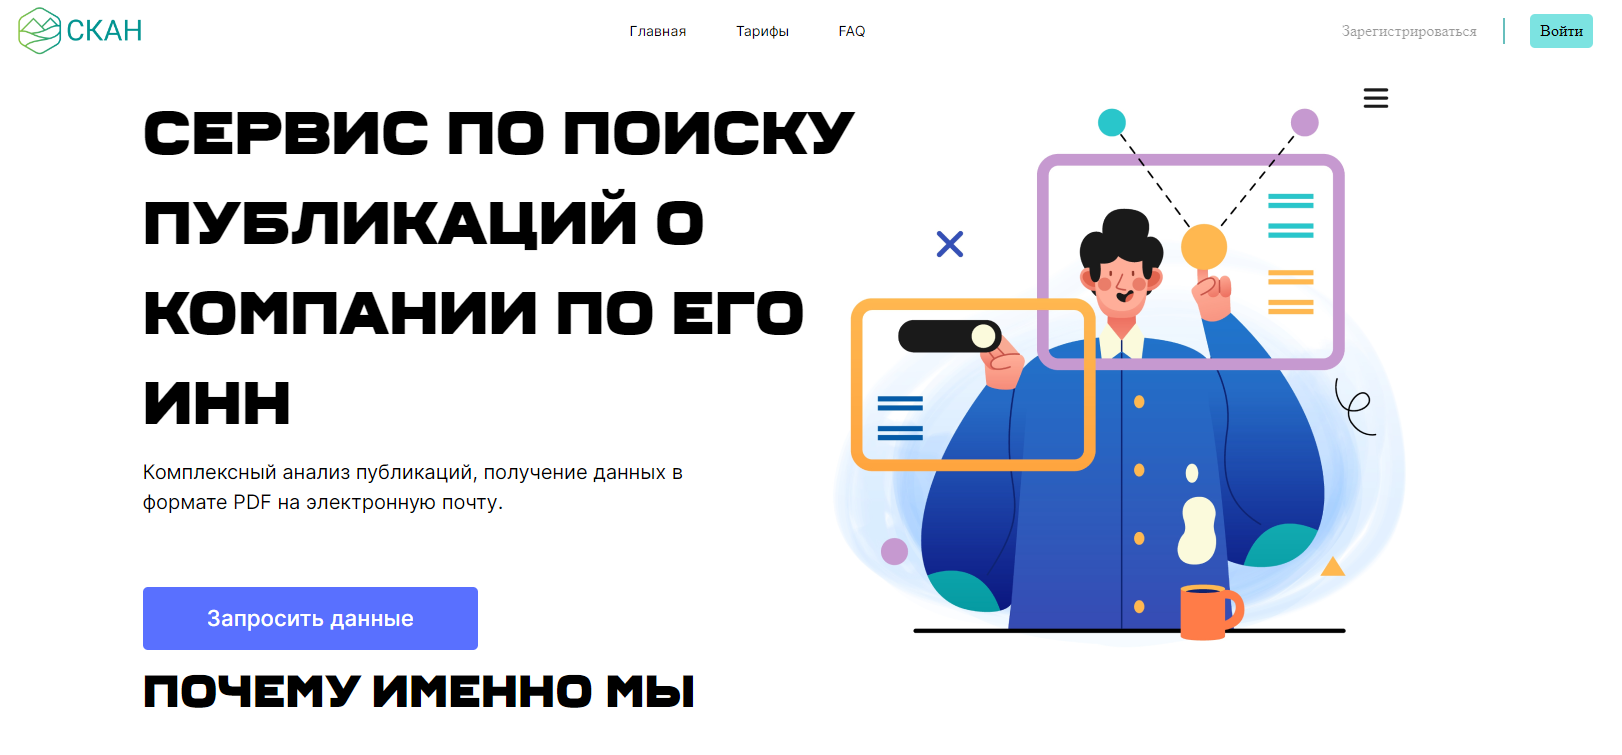 СКАН
Главная
Тарифы
FAQ
Зарегистрироваться
Войти
СЕРВИС ПО ПОИСКУ
ПУБЛИКАЦИЙ О
КОМПАНИИ ПО ЕГО
ИНН
Комплексный анализ публикаций, получение данных в
формате PDF на электронную почту.
Запросить данные
ПОЧЕМУ ИМЕННО МЫ